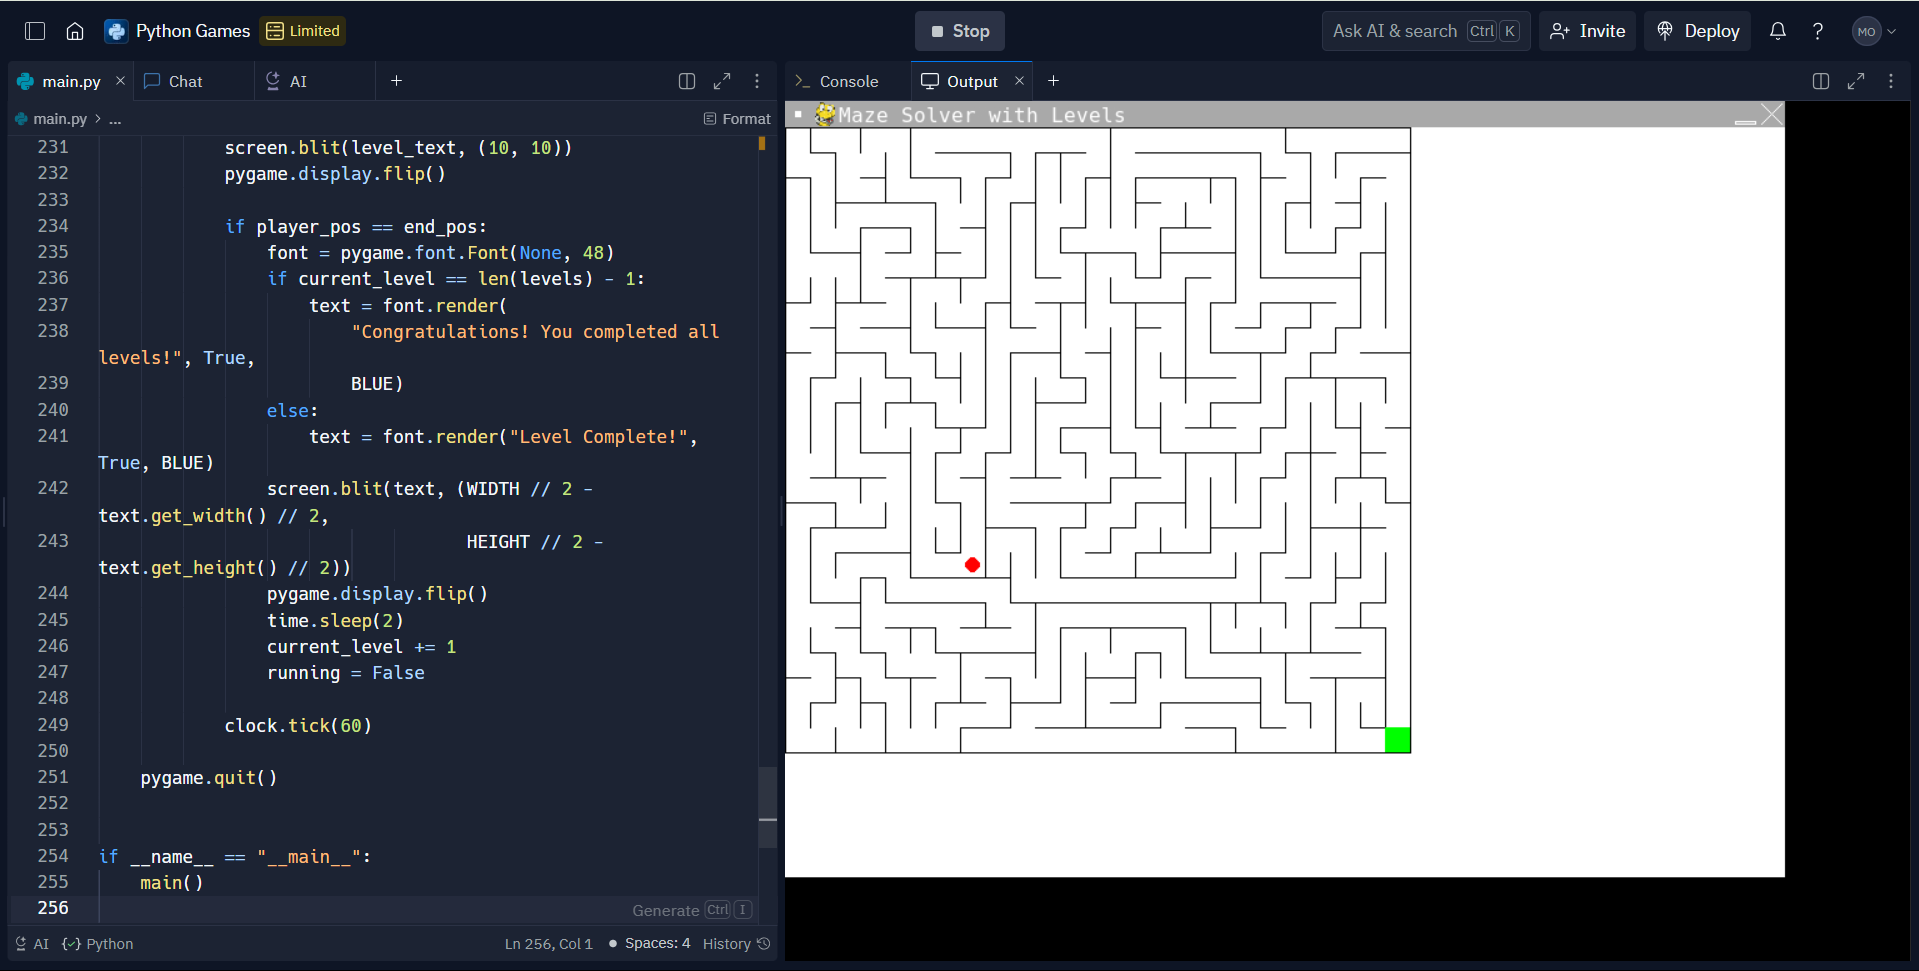 Python Games
Limited
Stop
Ask AI & search Ctrl K
Invite
Deploy
MO
main.py
Chat
AI
Console
Output
main.py > ...
Format
Maze Solver with Levels
231 screen.blit(level_text, (10, 10))
232 pygame.display.flip()
233
234 if player_pos == end_pos:
235 font = pygame.font.Font(None, 48)
236 if current_level == len(levels) - 1:
237 text = font.render(
238 "Congratulations! You completed all
levels!", True,
239 BLUE)
240 else:
241 text = font.render("Level Complete!",
True, BLUE)
242 screen.blit(text, (WIDTH // 2 -
text.get_width() // 2,
243 HEIGHT // 2 -
text.get_height() // 2))
244 pygame.display.flip()
245 time.sleep(2)
246 current_level += 1
247 running = False
248
249 clock.tick(60)
250
251 pygame.quit()
252
253
254 if __name__ == "__main__":
255 main()
256
Generate Ctrl I
AI
Python
Ln 256, Col 1
Spaces: 4
History